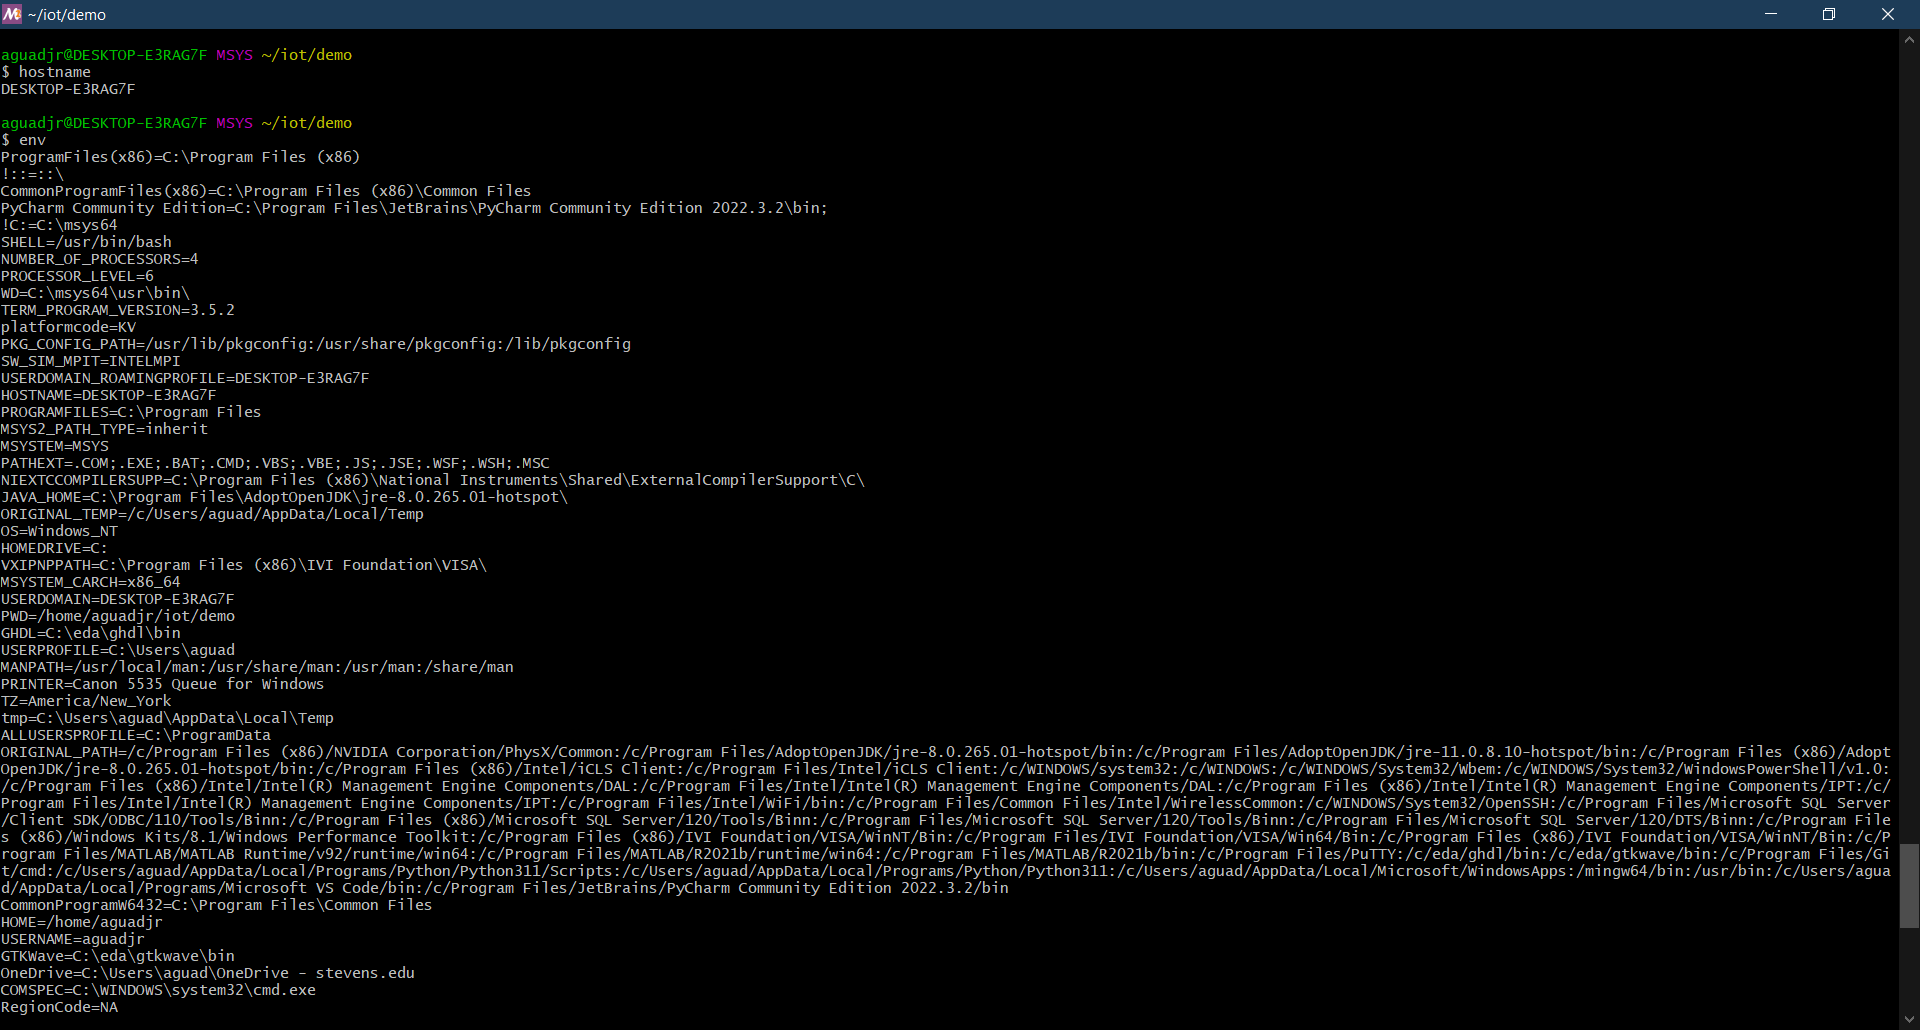 ~/iot/demo
aguadjr@DESKTOP-E3RAG7F MSYS ~/iot/demo
$ hostname
DESKTOP-E3RAG7F
aguadjr@DESKTOP-E3RAG7F MSYS ~/iot/demo
$ env
ProgramFiles(x86)=C:\Program Files (x86)
!::=::\
CommonProgramFiles(x86)=C:\Program Files (x86)\Common Files
PyCharm Community Edition=C:\Program Files\JetBrains\PyCharm Community Edition 2022.3.2\bin;
!C:=C:\msys64
SHELL=/usr/bin/bash
NUMBER_OF_PROCESSORS=4
PROCESSOR_LEVEL=6
WD=C:\msys64\usr\bin\
TERM_PROGRAM_VERSION=3.5.2
platformcode=KV
PKG_CONFIG_PATH=/usr/lib/pkgconfig:/usr/share/pkgconfig:/lib/pkgconfig
SW_SIM_MPIT=INTELMPI
USERDOMAIN_ROAMINGPROFILE=DESKTOP-E3RAG7F
HOSTNAME=DESKTOP-E3RAG7F
PROGRAMFILES=C:\Program Files
MSYS2_PATH_TYPE=inherit
MSYSTEM=MSYS
PATHEXT=.COM;.EXE;.BAT;.CMD;.VBS;.VBE;.JS;.JSE;.WSF;.WSH;.MSC
NIEXTCCOMPILERSUPP=C:\Program Files (x86)\National Instruments\Shared\ExternalCompilerSupport\C\
JAVA_HOME=C:\Program Files\AdoptOpenJDK\jre-8.0.265.01-hotspot\
ORIGINAL_TEMP=/c/Users/aguad/AppData/Local/Temp
OS=Windows_NT
HOMEDRIVE=C:
VXIPNPPATH=C:\Program Files (x86)\IVI Foundation\VISA\
MSYSTEM_CARCH=x86_64
USERDOMAIN=DESKTOP-E3RAG7F
PWD=/home/aguadjr/iot/demo
GHDL=C:\eda\ghdl\bin
USERPROFILE=C:\Users\aguad
MANPATH=/usr/local/man:/usr/share/man:/usr/man:/share/man
PRINTER=Canon 5535 Queue for Windows
TZ=America/New_York
tmp=C:\Users\aguad\AppData\Local\Temp
ALLUSERSPROFILE=C:\ProgramData
ORIGINAL_PATH=/c/Program Files (x86)/NVIDIA Corporation/PhysX/Common:/c/Program Files/AdoptOpenJDK/jre-8.0.265.01-hotspot/bin:/c/Program Files/AdoptOpenJDK/jre-11.0.8.10-hotspot/bin:/c/Program Files (x86)/Adopt
OpenJDK/jre-8.0.265.01-hotspot/bin:/c/Program Files (x86)/Intel/iCLS Client:/c/Program Files/Intel/iCLS Client:/c/WINDOWS/system32:/c/WINDOWS:/c/WINDOWS/System32/Wbem:/c/WINDOWS/System32/WindowsPowerShell/v1.0:
/c/Program Files (x86)/Intel/Intel(R) Management Engine Components/DAL:/c/Program Files/Intel/Intel(R) Management Engine Components/DAL:/c/Program Files (x86)/Intel/Intel(R) Management Engine Components/IPT:/c/
Program Files/Intel/Intel(R) Management Engine Components/IPT:/c/Program Files/Intel/WiFi/bin:/c/Program Files/Common Files/Intel/WirelessCommon:/c/WINDOWS/System32/OpenSSH:/c/Program Files/Microsoft SQL Server
/Client SDK/ODBC/110/Tools/Binn:/c/Program Files (x86)/Microsoft SQL Server/120/Tools/Binn:/c/Program Files/Microsoft SQL Server/120/Tools/Binn:/c/Program Files/Microsoft SQL Server/120/DTS/Binn:/c/Program File
s (x86)/Windows Kits/8.1/Windows Performance Toolkit:/c/Program Files (x86)/IVI Foundation/VISA/WinNT/Bin:/c/Program Files/IVI Foundation/VISA/Win64/Bin:/c/Program Files (x86)/IVI Foundation/VISA/WinNT/Bin:/c/P
rogram Files/MATLAB/MATLAB Runtime/v92/runtime/win64:/c/Program Files/MATLAB/R2021b/runtime/win64:/c/Program Files/MATLAB/R2021b/bin:/c/Program Files/PuTTY:/c/eda/ghdl/bin:/c/eda/gtkwave/bin:/c/Program Files/Gi
t/cmd:/c/Users/aguad/AppData/Local/Programs/Python/Python311/Scripts:/c/Users/aguad/AppData/Local/Programs/Python/Python311:/c/Users/aguad/AppData/Local/Microsoft/WindowsApps:/mingw64/bin:/usr/bin:/c/Users/agua
d/AppData/Local/Programs/Microsoft VS Code/bin:/c/Program Files/JetBrains/PyCharm Community Edition 2022.3.2/bin
CommonProgramW6432=C:\Program Files\Common Files
HOME=/home/aguadjr
USERNAME=aguadjr
GTKWave=C:\eda\gtkwave\bin
OneDrive=C:\Users\aguad\OneDrive - stevens.edu
COMSPEC=C:\WINDOWS\system32\cmd.exe
RegionCode=NA